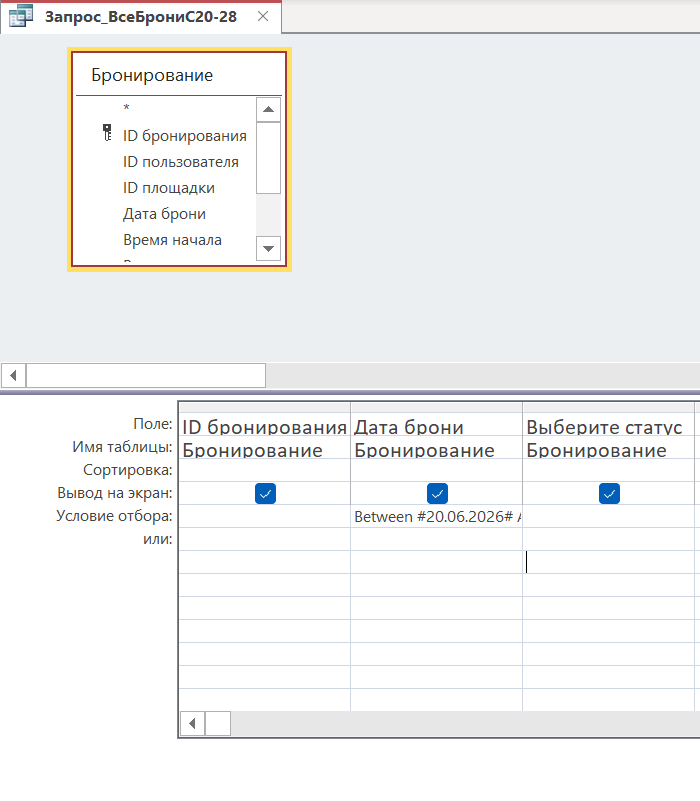 Запрос_ВсеБрониС20-28
Бронирование
*
ID бронирования
ID пользователя
ID площадки
Дата брони
Время начала
Поле: ID бронирования Дата брони Выберите статус
Имя таблицы: Бронирование Бронирование Бронирование
Сортировка:
Вывод на экран:
Условие отбора: Between #20.06.2026#
или: